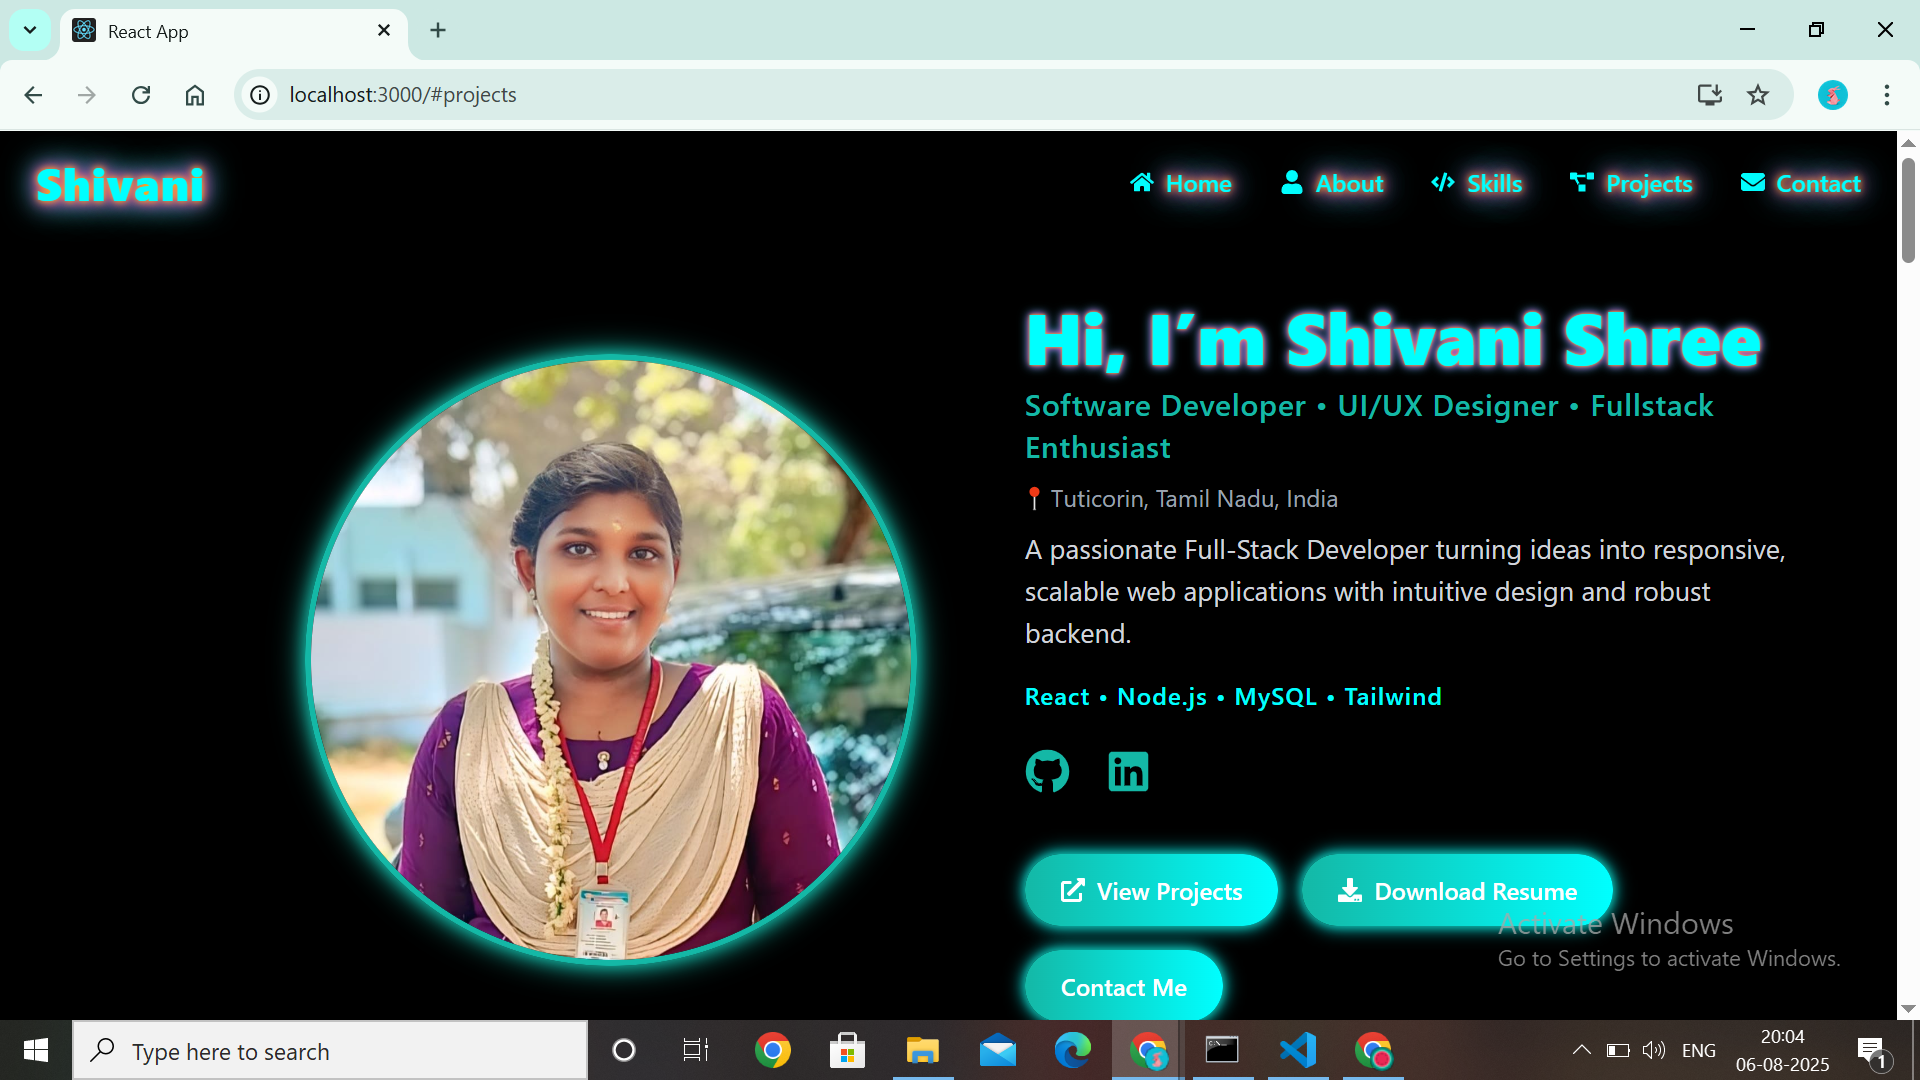 React App
localhost:3000/#projects
Shivani
Home
About
Skills
Projects
Contact
Hi, I'm Shivani Shree
Software Developer • UI/UX Designer • Fullstack
Enthusiast
📍 Tuticorin, Tamil Nadu, India
A passionate Full-Stack Developer turning ideas into responsive,
scalable web applications with intuitive design and robust
backend.
React • Node.js • MySQL • Tailwind
View Projects
Download Resume
Contact Me
Activate Windows
Go to Settings to activate Windows.
Type here to search
ENG
20:04
06-08-2025
1